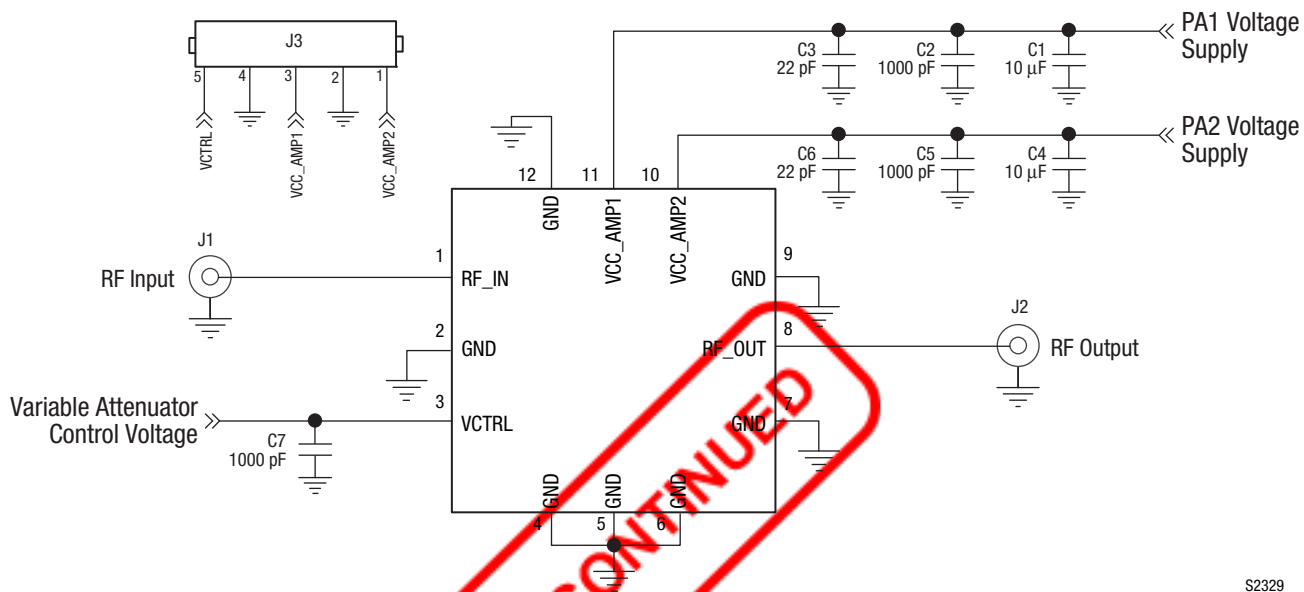 J3
5 4 3 2 1
VCTRL
VCC_AMP1
VCC_AMP2
PA1 Voltage
Supply
C3
22 pF
C2
1000 pF
C1
10 µF
PA2 Voltage
Supply
C6
22 pF
C5
1000 pF
C4
10 µF
12 11 10
GND
VCC_AMP1
VCC_AMP2
J1
RF Input
1
RF_IN
9
GND
2
GND
8
RF_OUT
J2
RF Output
Variable Attenuator
Control Voltage
3
VCTRL
7
GND
C7
1000 pF
GND
GND
GND
4 5 6
CONTINUED
S2329